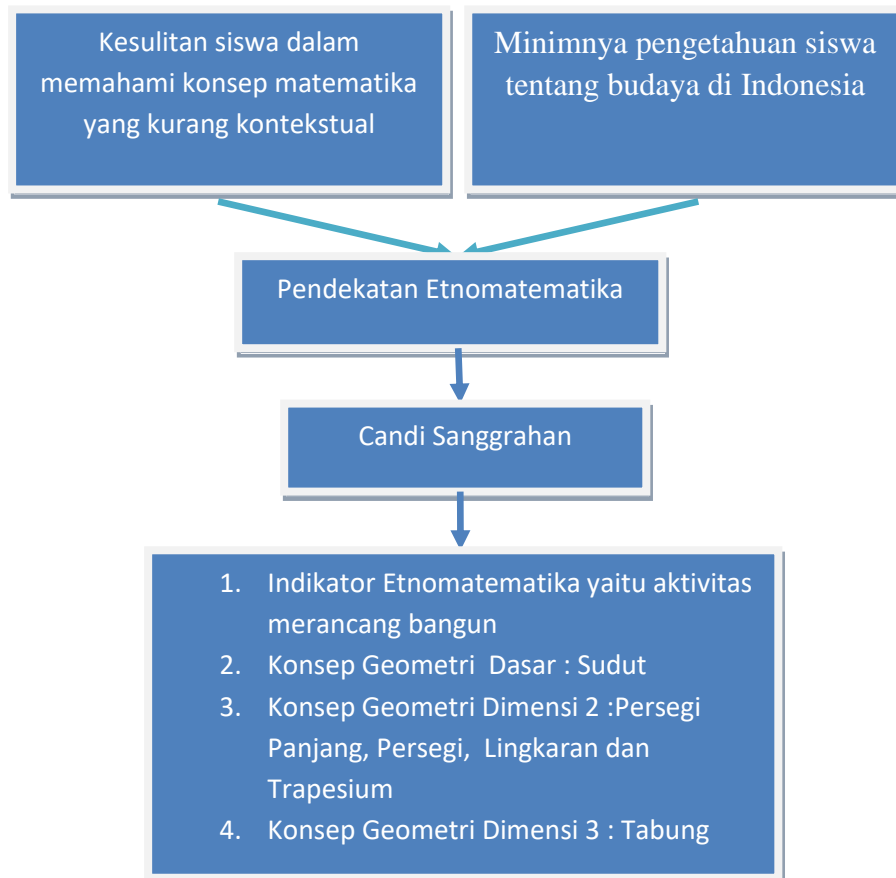 Kesulitan siswa dalam
memahami konsep matematika
yang kurang kontekstual
Minimnya pengetahuan siswa
tentang budaya di Indonesia
Pendekatan Etnomatematika
Candi Sanggrahan
1. Indikator Etnomatematika yaitu aktivitas
merancang bangun
2. Konsep Geometri Dasar : Sudut
3. Konsep Geometri Dimensi 2 :Persegi
Panjang, Persegi, Lingkaran dan
Trapesium
4. Konsep Geometri Dimensi 3 : Tabung